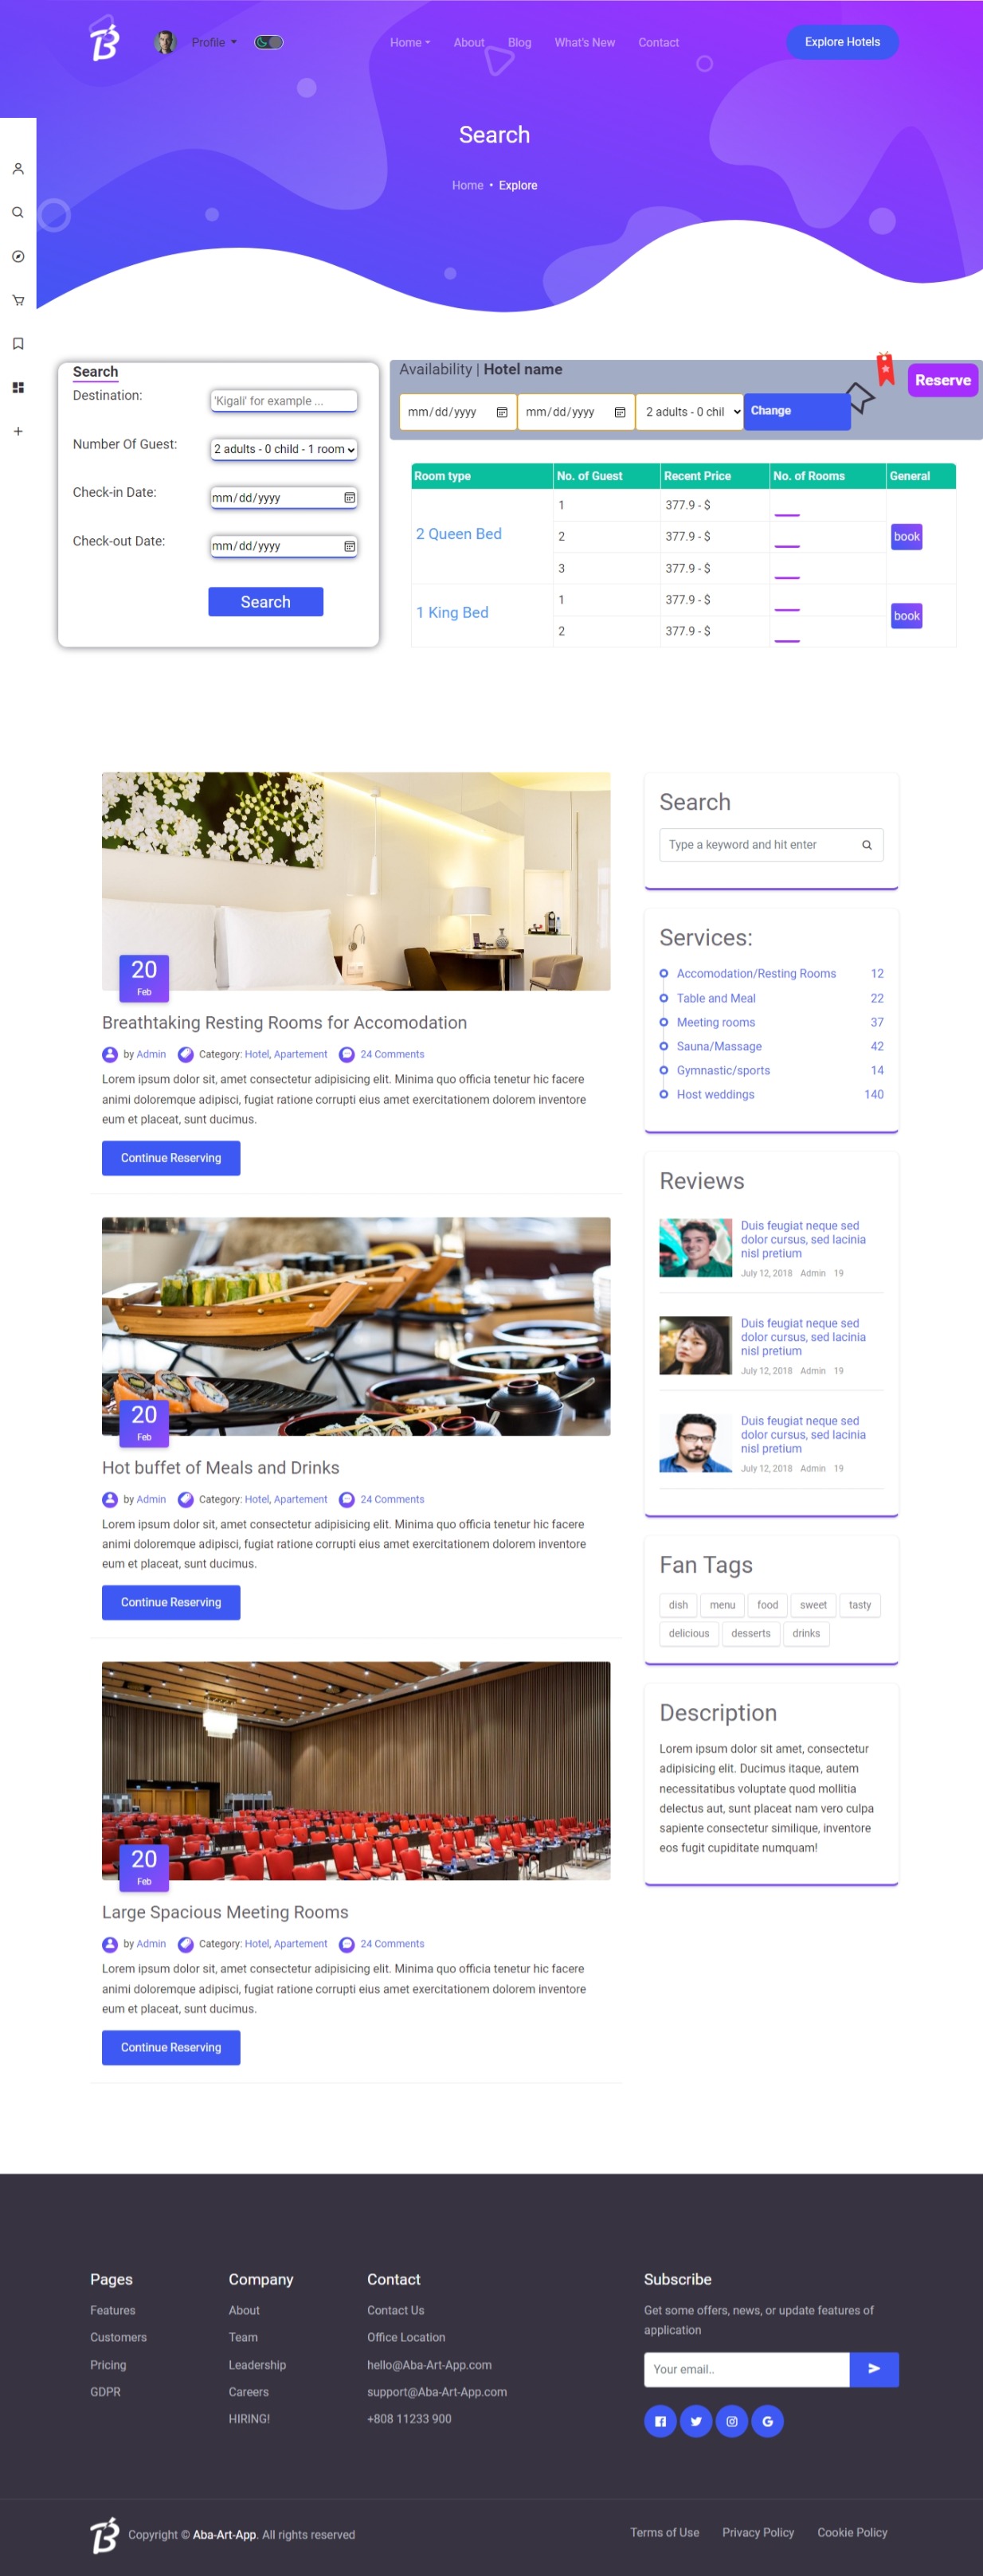 Profile
Home
About
Blog
What's New
Contact
Explore Hotels
Search
Home • Explore
Search
Destination:
'Kigali' for example ...
Number Of Guest:
2 adults - 0 child - 1 room
Check-in Date:
mm/dd/yyyy
Check-out Date:
mm/dd/yyyy
Search
Availability | Hotel name
mm/dd/yyyy
mm/dd/yyyy
2 adults - 0 chil
Change
Reserve
Room type No. of Guest Recent Price No. of Rooms General
2 Queen Bed
1 377.9 - $
2 377.9 - $
book
3 377.9 - $
1 King Bed
1 377.9 - $
book
2 377.9 - $
20
Feb
Breathtaking Resting Rooms for Accomodation
by Admin Category: Hotel, Apartement 24 Comments
Lorem ipsum dolor sit, amet consectetur adipisicing elit. Minima quo officia tenetur hic facere
animi doloremque adipisci, fugiat ratione corrupti eius amet exercitationem dolorem inventore
eum et placeat, sunt ducimus.
Continue Reserving
20
Feb
Hot buffet of Meals and Drinks
by Admin Category: Hotel, Apartement 24 Comments
Lorem ipsum dolor sit, amet consectetur adipisicing elit. Minima quo officia tenetur hic facere
animi doloremque adipisci, fugiat ratione corrupti eius amet exercitationem dolorem inventore
eum et placeat, sunt ducimus.
Continue Reserving
20
Feb
Large Spacious Meeting Rooms
by Admin Category: Hotel, Apartement 24 Comments
Lorem ipsum dolor sit, amet consectetur adipisicing elit. Minima quo officia tenetur hic facere
animi doloremque adipisci, fugiat ratione corrupti eius amet exercitationem dolorem inventore
eum et placeat, sunt ducimus.
Continue Reserving
Search
Type a keyword and hit enter
Services:
Accomodation/Resting Rooms 12
Table and Meal 22
Meeting rooms 37
Sauna/Massage 42
Gymnastic/sports 14
Host weddings 140
Reviews
Duis feugiat neque sed
dolor cursus, sed lacinia
nisl pretium
July 12, 2018 Admin 19
Duis feugiat neque sed
dolor cursus, sed lacinia
nisl pretium
July 12, 2018 Admin 19
Duis feugiat neque sed
dolor cursus, sed lacinia
nisl pretium
July 12, 2018 Admin 19
Fan Tags
dish menu food sweet tasty
delicious desserts drinks
Description
Lorem ipsum dolor sit amet, consectetur
adipisicing elit. Ducimus itaque, autem
necessitatibus voluptate quod mollitia
delectus aut, sunt placeat nam vero culpa
sapiente consectetur similique, inventore
eos fugit cupiditate numquam!
Pages
Features
Customers
Pricing
GDPR
Company
About
Team
Leadership
Careers
HIRING!
Contact
Contact Us
Office Location
hello@Aba-Art-App.com
support@Aba-Art-App.com
+808 11233 900
Subscribe
Get some offers, news, or update features of
application
Your email..
Copyright © Aba-Art-App. All rights reserved
Terms of Use
Privacy Policy
Cookie Policy